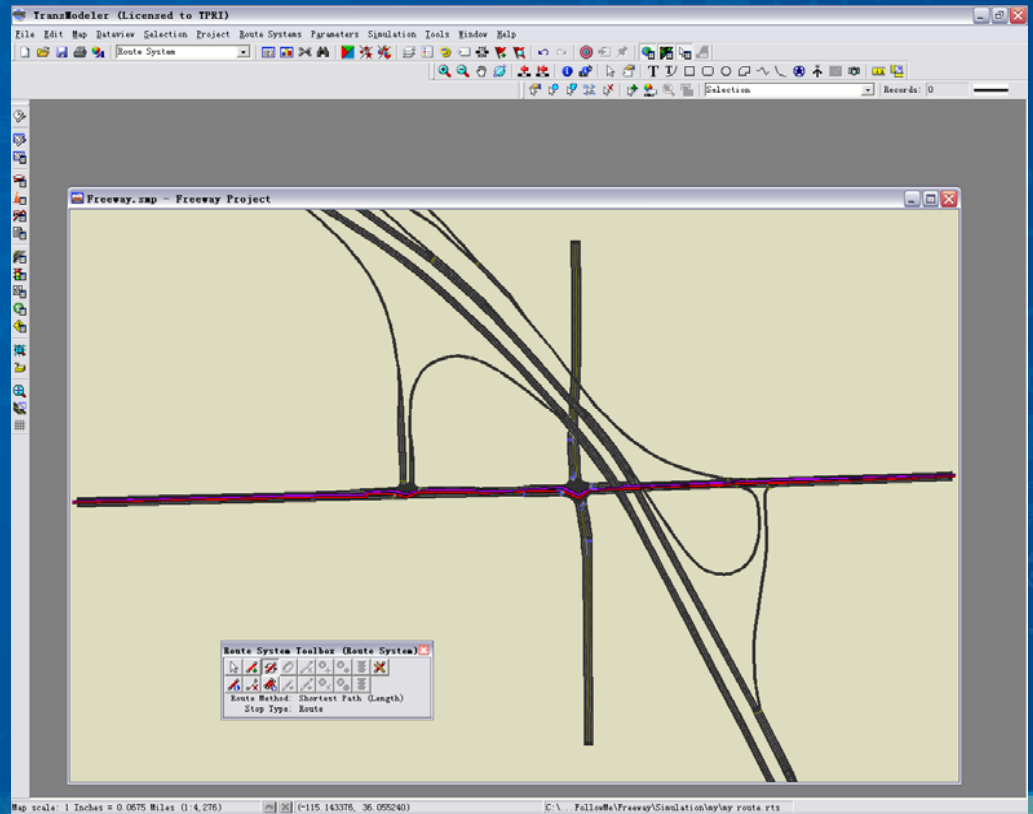 TransModeler (Licensed to TPRI)
File Edit Map Dataview Selection Project Route Systems Parameters Simulation Tools Window Help
Route System
Selection Records: 0
Freeway.smp - Freeway Project
Route System Toolbox (Route System)
Route Method: Shortest Path (Length)
Stop Type: Route
Map scale: 1 Inches = 0.0675 Miles (1:4,276) (-115.143376, 36.055240) C:\...FollowMe\Freeway\Simulation\my\my route.rts